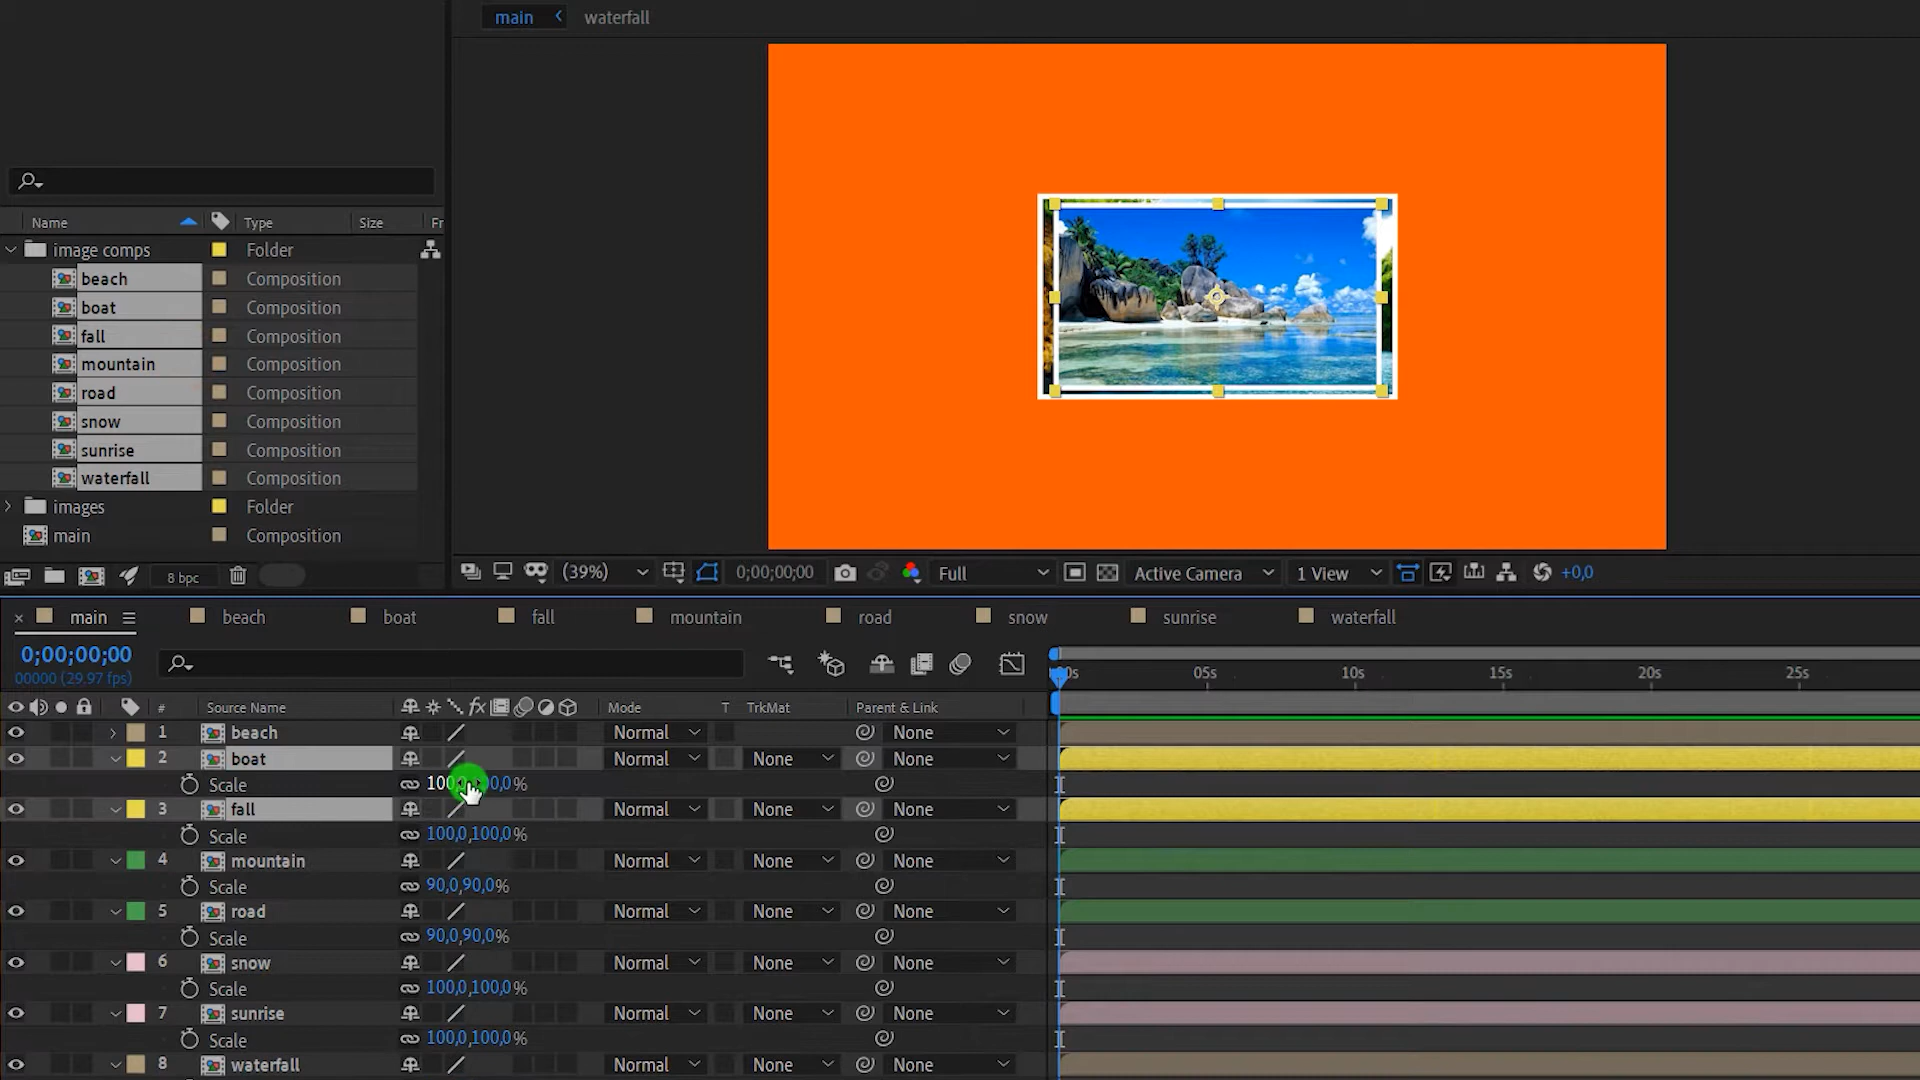 main waterfall
Name Type Size Fr
image comps Folder
beach Composition
boat Composition
fall Composition
mountain Composition
road Composition
snow Composition
sunrise Composition
waterfall Composition
images Folder
main Composition
8 bpc
(39%) 0;00;00;00 Full Active Camera 1 View +0,0
main beach boat fall mountain road snow sunrise waterfall
0;00;00;00
00000 (29.97 fps)
05s 10s 15s 20s 25s
# Source Name fx Mode T TrkMat Parent & Link
1 beach Normal None
2 boat Normal None None
Scale
3 fall Normal None None
Scale 100,0,100,0%
4 mountain Normal None None
Scale 90,0,90,0%
5 road Normal None None
Scale 90,0,90,0%
6 snow Normal None None
Scale 100,0,100,0%
7 sunrise Normal None None
Scale 100,0,100,0%
8 waterfall Normal None None